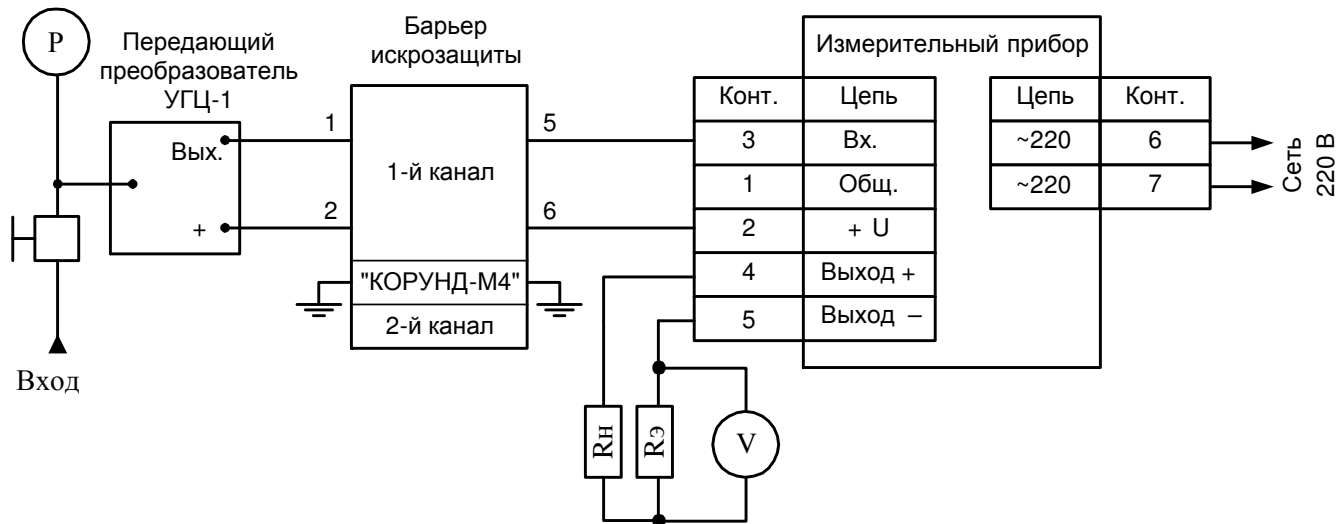 P
Передающий
преобразователь
УГЦ-1
Вых.
+
Вход
1
2
Барьер
искрозащиты
1-й канал
"КОРУНД-М4"
2-й канал
5
6
Измерительный прибор
Конт. Цепь
3 Вх.
1 Общ.
2 + U
4 Выход +
5 Выход –
Цепь Конт.
~220 6
~220 7
Сеть
220 В
Rн
Rэ
V